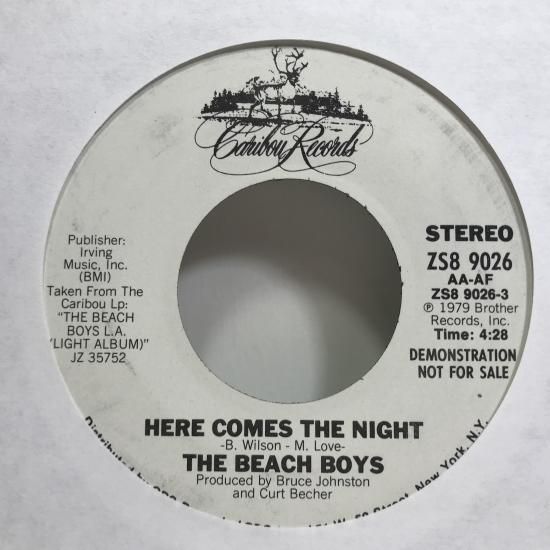 Caribou Records
Publisher:
Irving
Music, Inc.
(BMI)
Taken From The
Caribou Lp:
"THE BEACH
BOYS L.A.
'LIGHT ALBUM)"
JZ 35752
STEREO
ZS8 9026
AA-AF
ZS8 9026-3
℗ 1979 Brother
Records, Inc.
Time: 4:28
DEMONSTRATION
NOT FOR SALE
HERE COMES THE NIGHT
-B. Wilson - M. Love-
THE BEACH BOYS
Produced by Bruce Johnston
and Curt Becher
New York, N.Y.